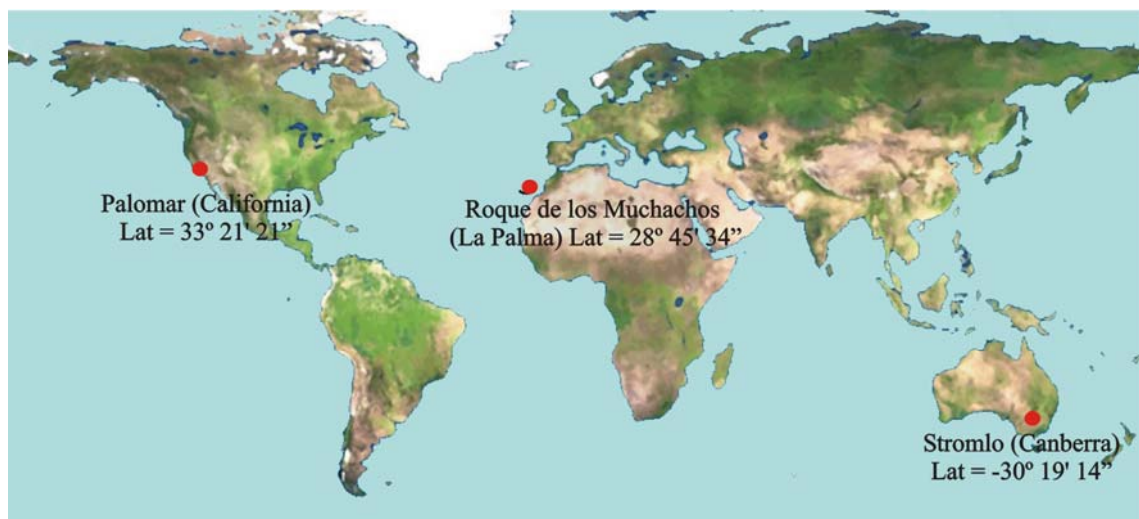 Palomar (California)
Lat = 33º 21' 21”
Roque de los Muchachos
(La Palma) Lat = 28º 45' 34”
Stromlo (Canberra)
Lat = -30º 19' 14”